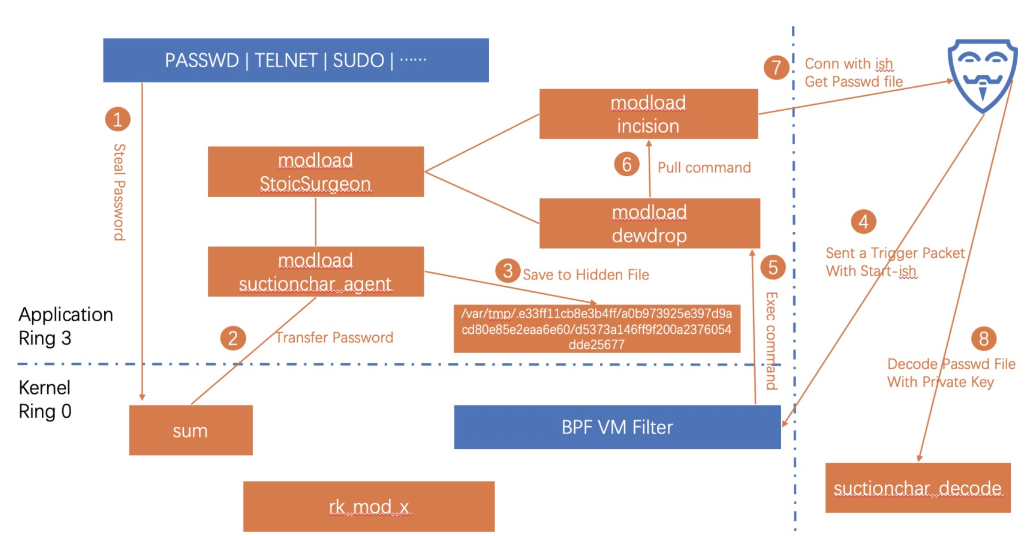 PASSWD | TELNET | SUDO | ······
7
Conn with ish
Get Passwd file
modload
incision
1
Steal Password
modload
StoicSurgeon
6
Pull command
modload
dewdrop
4
Sent a Trigger Packet
With Start-ish
modload
suctionchar_agent
3
Save to Hidden File
5
Exec command
/var/tmp/.e33ff11cb8e3b4ff/a0b973925e397d9a
cd80e85e2eaa6e60/d5373a146ff9f200a2376054
dde25677
Application
Ring 3
2
Transfer Password
8
Decode Passwd File
With Private Key
Kernel
Ring 0
sum
BPF VM Filter
suctionchar_decode
rk_mod_x